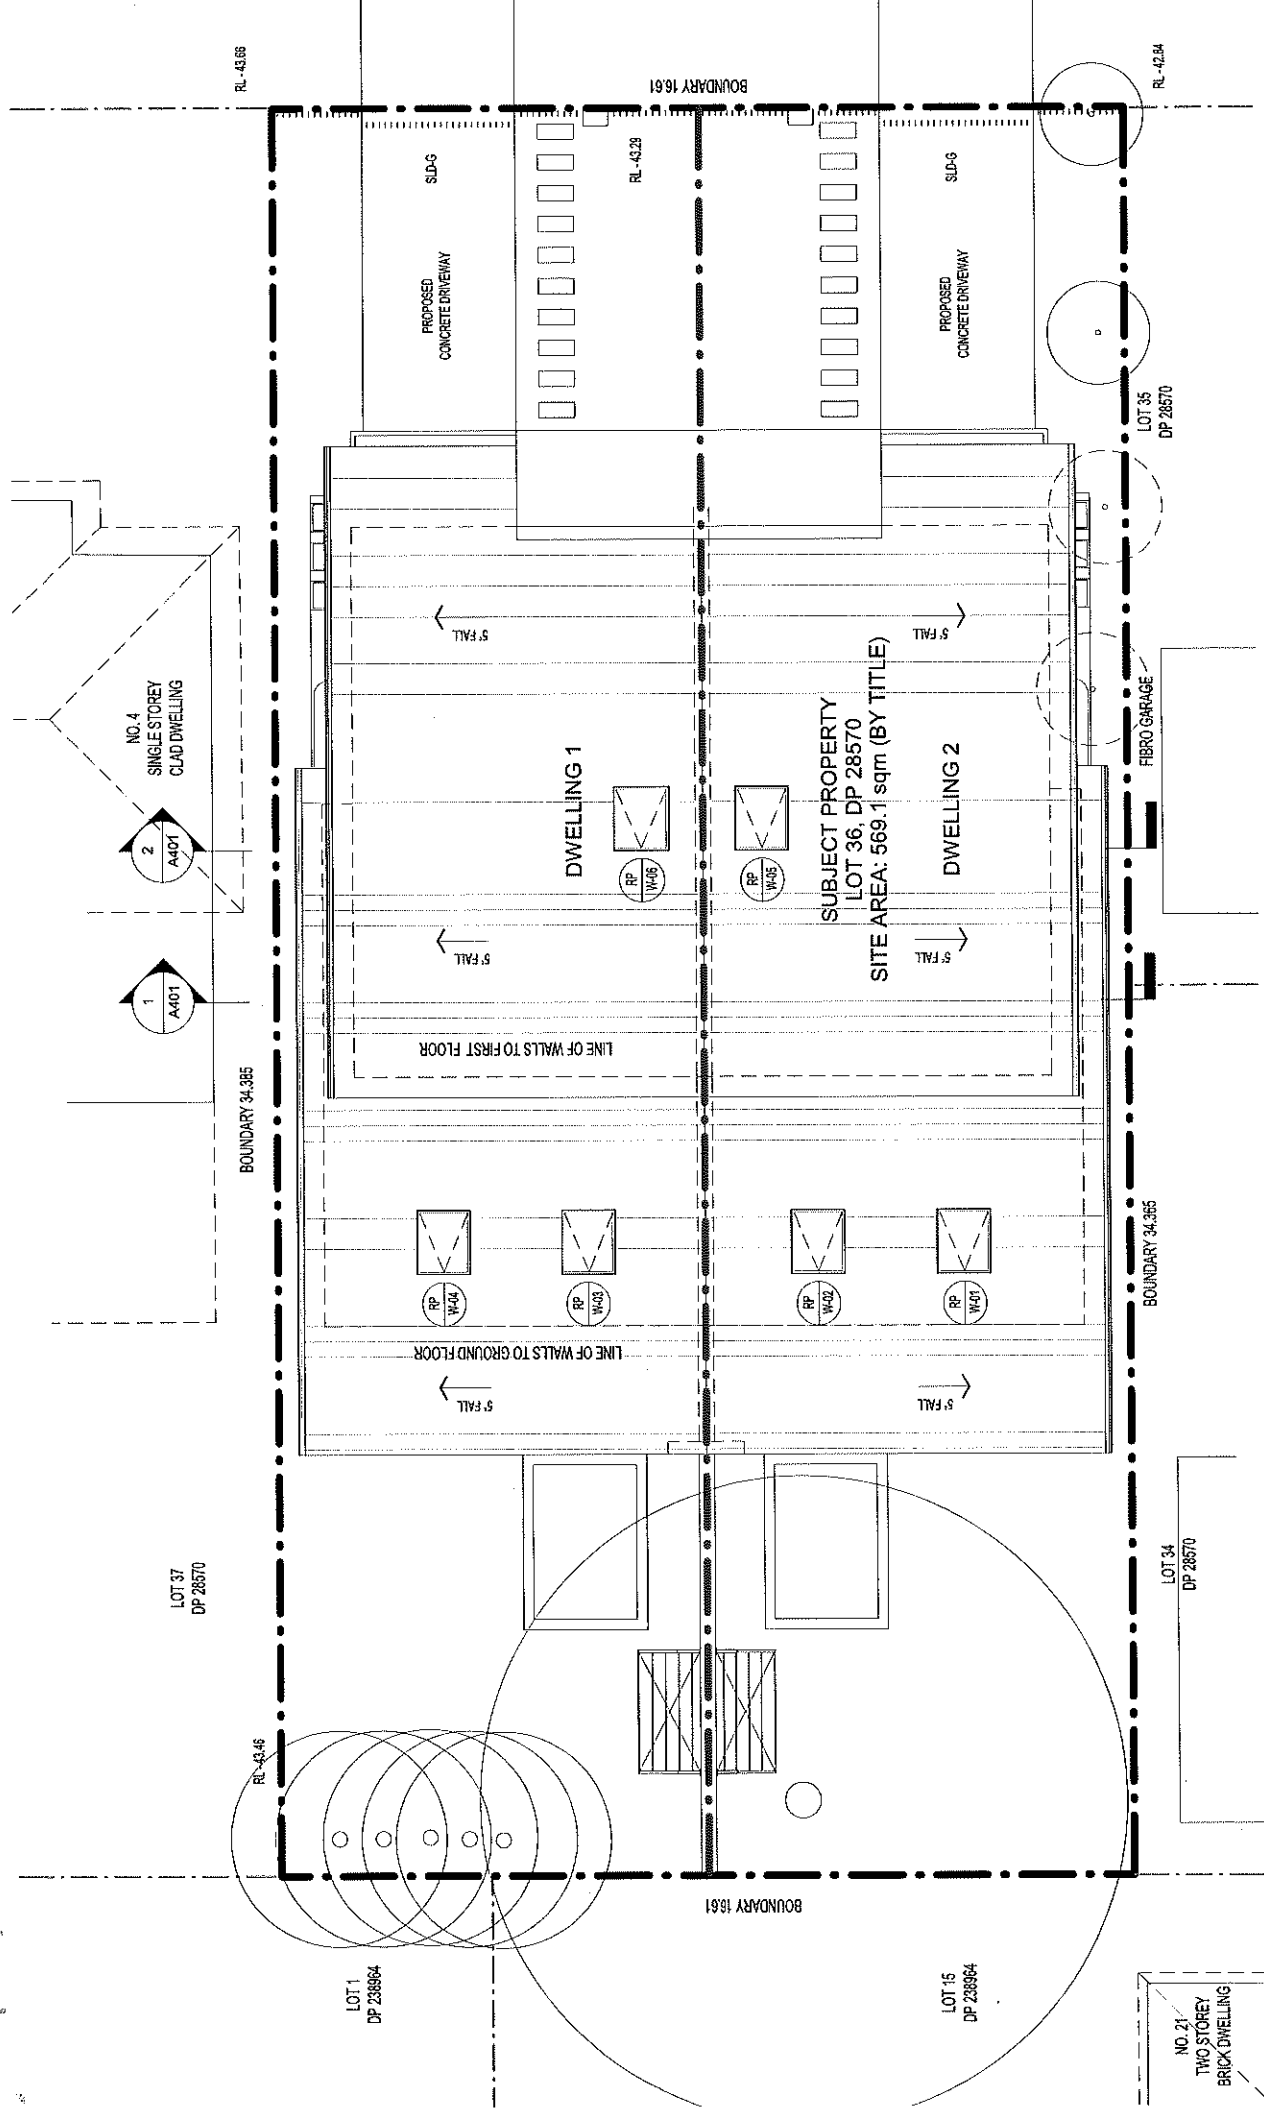 RL - 43.66
BOUNDARY 16.61
RL - 42.84
SLD-G
RL - 43.29
SLD-G
PROPOSED
CONCRETE DRIVEWAY
PROPOSED
CONCRETE DRIVEWAY
LOT 35
DP 28570
NO. 4
SINGLE STOREY
CLAD DWELLING
5° FALL
5° FALL
FIBRO GARAGE
DWELLING 1
SUBJECT PROPERTY
LOT 36, DP 28570
SITE AREA: 569.1 sqm (BY TITLE)
DWELLING 2
2
A401
RP
W-06
RP
W-05
5° FALL
5° FALL
1
A401
LINE OF WALLS TO FIRST FLOOR
BOUNDARY 34.385
BOUNDARY 34.365
RP
W-04
RP
W-03
RP
W-02
RP
W-01
LINE OF WALLS TO GROUND FLOOR
5° FALL
5° FALL
LOT 37
DP 28570
LOT 34
DP 28570
RL - 43.46
BOUNDARY 16.61
LOT 1
DP 238964
LOT 15
DP 238964
NO. 21
TWO STOREY
BRICK DWELLING